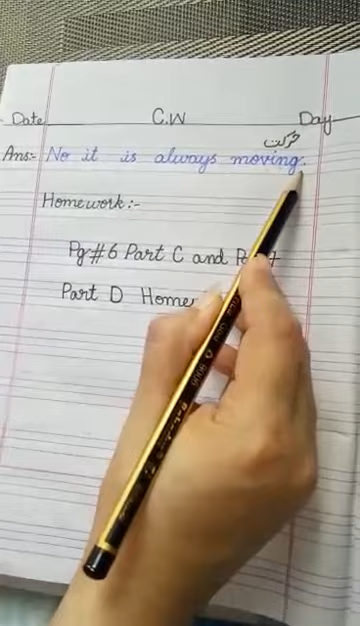 Date C.W Day
حرکت
Ans:- No it is always moving.
Homework:-
Pg#6 Part C and
Part D